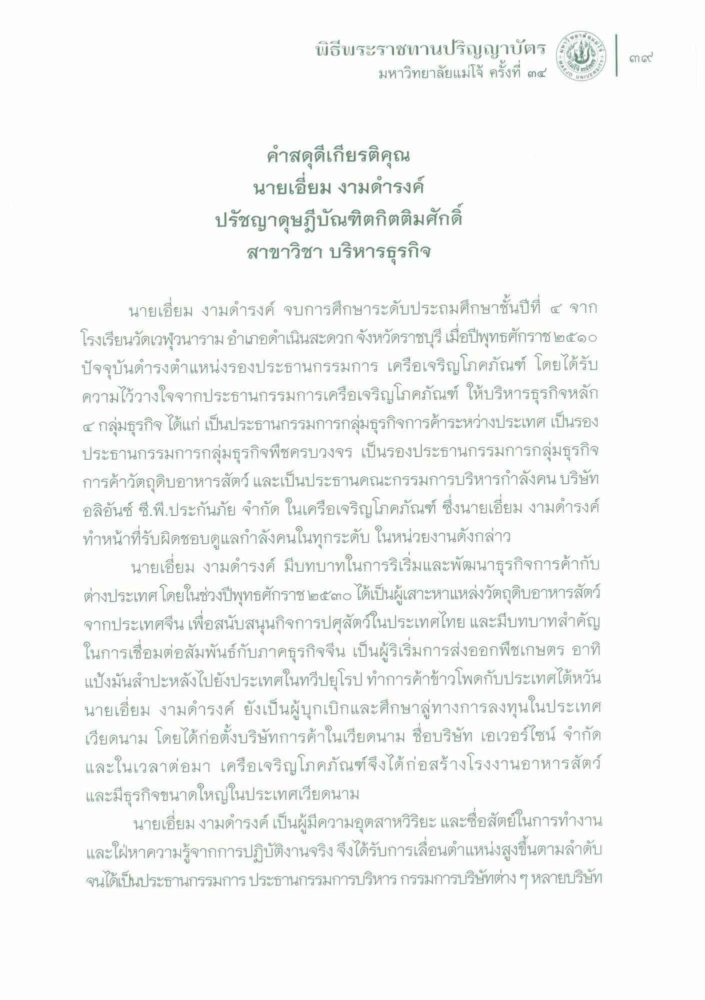 พิธีพระราชทานปริญญาบัตร
มหาวิทยาลัยแม่โจ้ ครั้งที่ ๓๔
มหาวิทยาลัยแม่โจ้
แม่โจ้ ๒๔๗๗
MAEJO UNIVERSITY
๓๙
คำสดุดีเกียรติคุณ
นายเอี่ยม งามดำรงค์
ปรัชญาดุษฎีบัณฑิตกิตติมศักดิ์
สาขาวิชา บริหารธุรกิจ
นายเอี่ยม งามดำรงค์ จบการศึกษาระดับประถมศึกษาชั้นปีที่ ๔ จาก
โรงเรียนวัดเวฬุวนาราม อำเภอดำเนินสะดวก จังหวัดราชบุรี เมื่อปีพุทธศักราช ๒๕๑๐
ปัจจุบันดำรงตำแหน่งรองประธานกรรมการ เครือเจริญโภคภัณฑ์ โดยได้รับ
ความไว้วางใจจากประธานกรรมการเครือเจริญโภคภัณฑ์ ให้บริหารธุรกิจหลัก
๔ กลุ่มธุรกิจ ได้แก่ เป็นประธานกรรมการกลุ่มธุรกิจการค้าระหว่างประเทศ เป็นรอง
ประธานกรรมการกลุ่มธุรกิจพืชครบวงจร เป็นรองประธานกรรมการกลุ่มธุรกิจ
การค้าวัตถุดิบอาหารสัตว์ และเป็นประธานคณะกรรมการบริหารกำลังคน บริษัท
อลิอันซ์ ซี.พี.ประกันภัย จำกัด ในเครือเจริญโภคภัณฑ์ ซึ่งนายเอี่ยม งามดำรงค์
ทำหน้าที่รับผิดชอบดูแลกำลังคนในทุกระดับ ในหน่วยงานดังกล่าว
นายเอี่ยม งามดำรงค์ มีบทบาทในการริเริ่มและพัฒนาธุรกิจการค้ากับ
ต่างประเทศ โดยในช่วงปีพุทธศักราช ๒๕๓๐ ได้เป็นผู้เสาะหาแหล่งวัตถุดิบอาหารสัตว์
จากประเทศจีน เพื่อสนับสนุนกิจการปศุสัตว์ในประเทศไทย และมีบทบาทสำคัญ
ในการเชื่อมต่อสัมพันธ์กับภาคธุรกิจจีน เป็นผู้ริเริ่มการส่งออกพืชเกษตร อาทิ
แป้งมันสำปะหลังไปยังประเทศในทวีปยุโรป ทำการค้าข้าวโพดกับประเทศไต้หวัน
นายเอี่ยม งามดำรงค์ ยังเป็นผู้บุกเบิกและศึกษาลู่ทางการลงทุนในประเทศ
เวียดนาม โดยได้ก่อตั้งบริษัทการค้าในเวียดนาม ชื่อบริษัท เอเวอร์ไซน์ จำกัด
และในเวลาต่อมา เครือเจริญโภคภัณฑ์จึงได้ก่อสร้างโรงงานอาหารสัตว์
และมีธุรกิจขนาดใหญ่ในประเทศเวียดนาม
นายเอี่ยม งามดำรงค์ เป็นผู้มีความอุตสาหวิริยะ และซื่อสัตย์ในการทำงาน
และใฝ่หาความรู้จากการปฏิบัติงานจริง จึงได้รับการเลื่อนตำแหน่งสูงขึ้นตามลำดับ
จนได้เป็นประธานกรรมการ ประธานกรรมการบริหาร กรรมการบริษัทต่าง ๆ หลายบริษัท